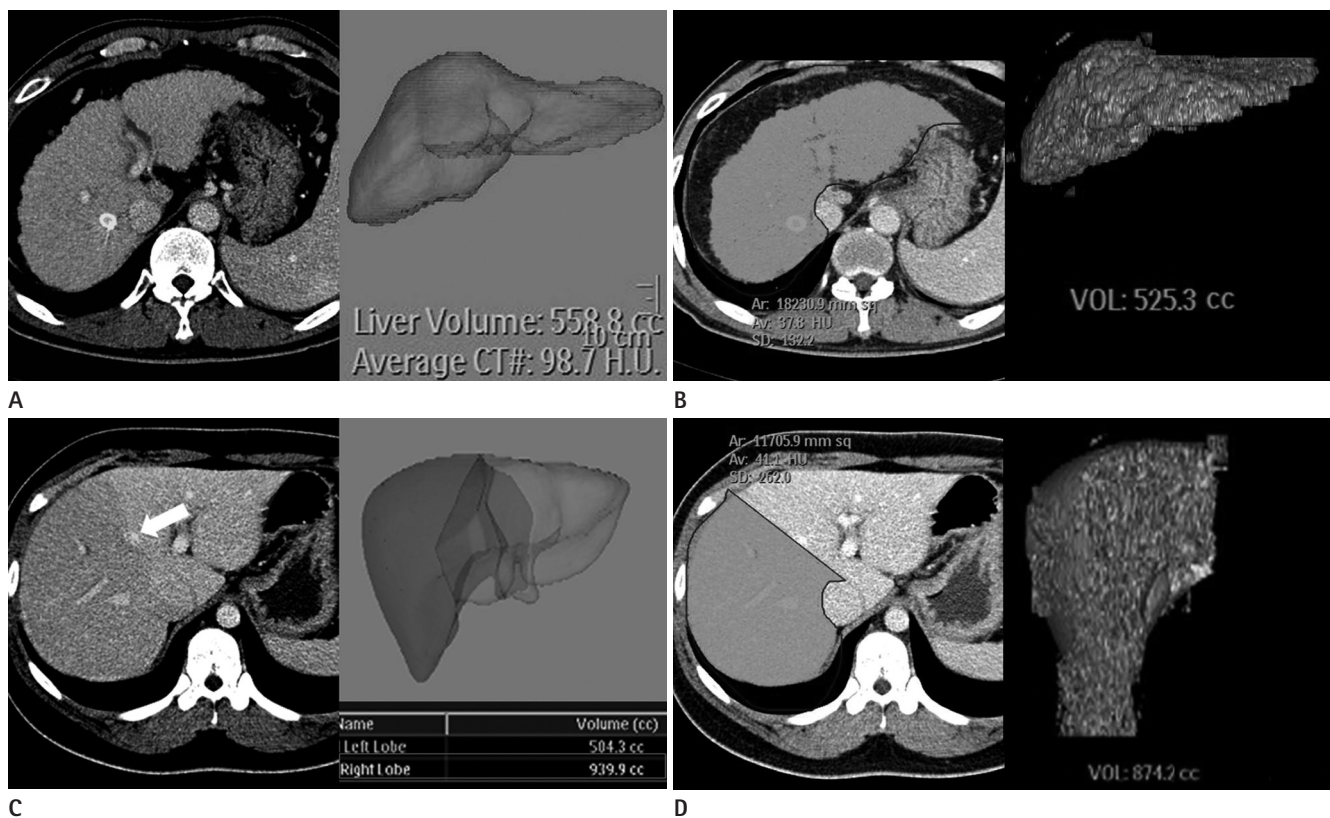 Liver Volume: 558.8 cc
10 cm
Average CT#: 98.7 H.U.
A
Ar: 18230.9 mm sq
Av: 37.8 HU
SD: 132.2
VOL: 525.3 cc
B
Name Volume (cc)
Left Lobe 504.3 cc
Right Lobe 939.9 cc
C
Ar: 11705.9 mm sq
Av: 41.1 HU
SD: 262.0
VOL: 874.2 cc
D